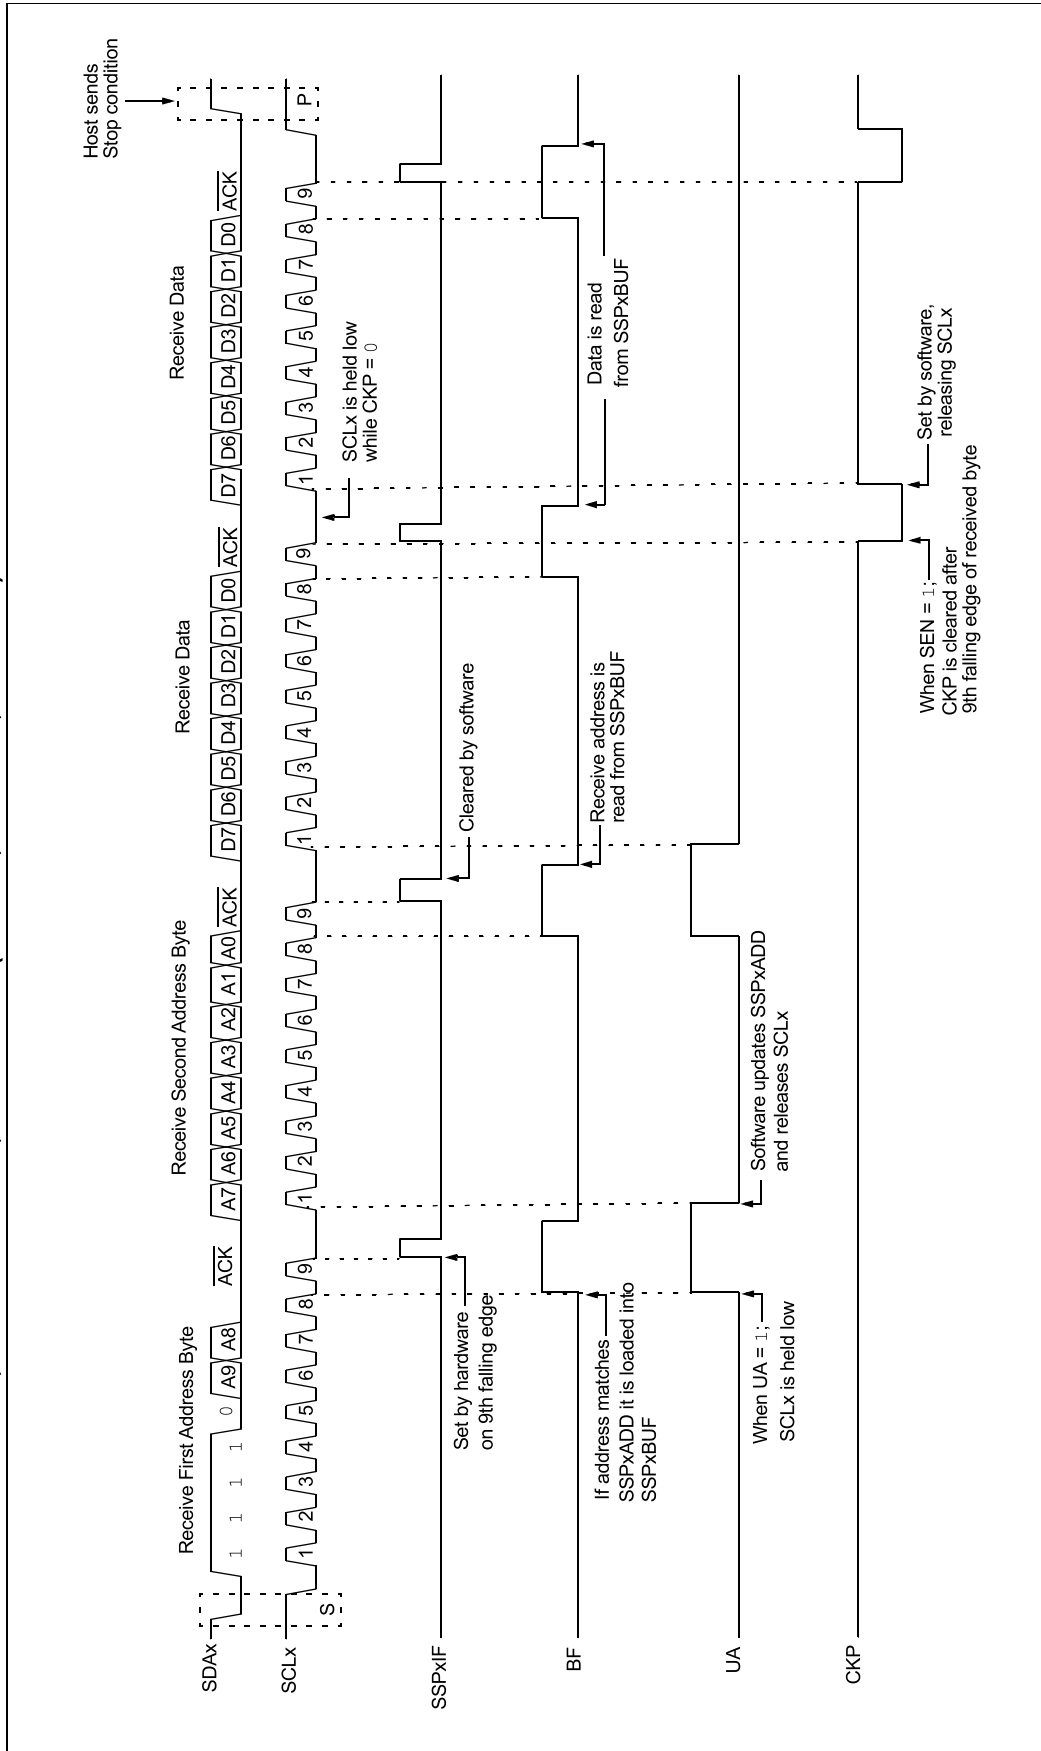 Host sends
Stop condition
Receive First Address Byte
Receive Second Address Byte
Receive Data
Receive Data
SDAx
1 1 1 1 0 A9 A8 ACK
A7 A6 A5 A4 A3 A2 A1 A0 ACK
D7 D6 D5 D4 D3 D2 D1 D0 ACK
D7 D6 D5 D4 D3 D2 D1 D0 ACK
SCLx
S
1 2 3 4 5 6 7 8 9
1 2 3 4 5 6 7 8 9
1 2 3 4 5 6 7 8 9
1 2 3 4 5 6 7 8 9
P
SCLx is held low
while CKP = 0
SSPxIF
Set by hardware
on 9th falling edge
Cleared by software
BF
If address matches
SSPxADD it is loaded into
SSPxBUF
Receive address is
read from SSPxBUF
Data is read
from SSPxBUF
UA
When UA = 1;
SCLx is held low
Software updates SSPxADD
and releases SCLx
CKP
When SEN = 1;
CKP is cleared after
9th falling edge of received byte
Set by software,
releasing SCLx